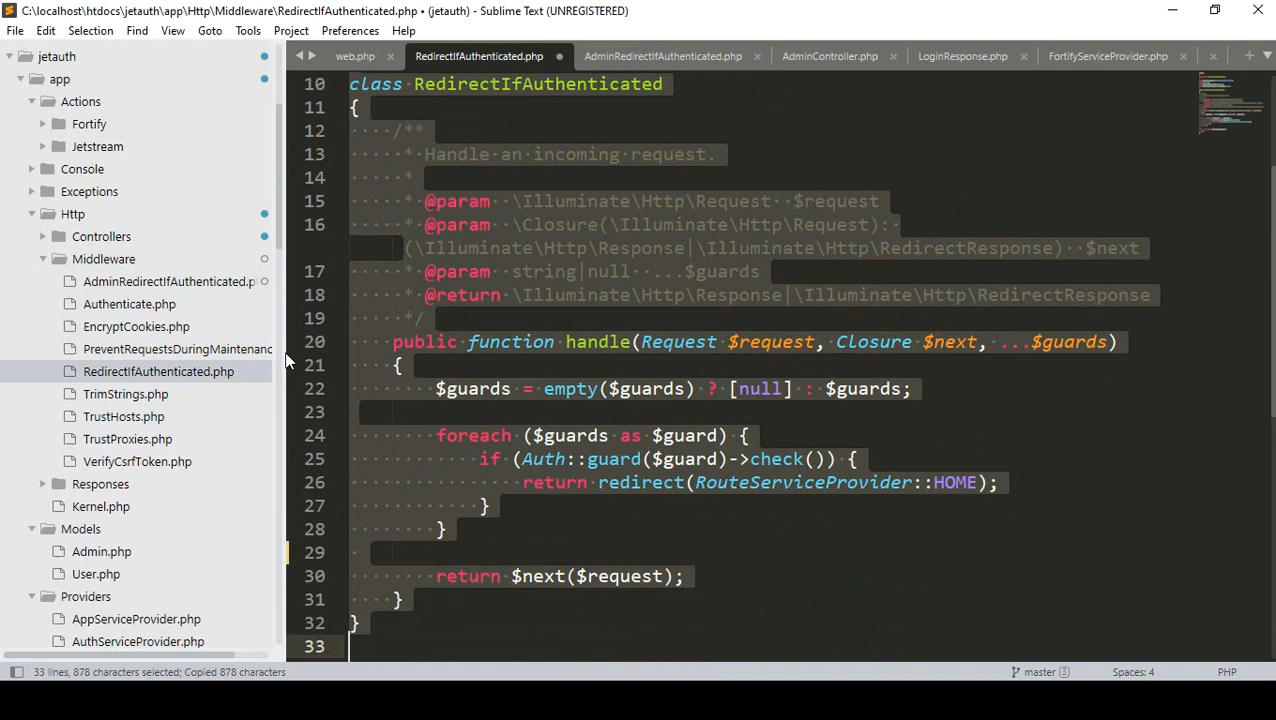 C:\localhost\htdocs\jetauth\app\Http\Middleware\RedirectIfAuthenticated.php • (jetauth) - Sublime Text (UNREGISTERED)
File Edit Selection Find View Goto Tools Project Preferences Help
jetauth
app
Actions
Fortify
Jetstream
Console
Exceptions
Http
Controllers
Middleware
AdminRedirectIfAuthenticated.p
Authenticate.php
EncryptCookies.php
PreventRequestsDuringMaintenanc
RedirectIfAuthenticated.php
TrimStrings.php
TrustHosts.php
TrustProxies.php
VerifyCsrfToken.php
Responses
Kernel.php
Models
Admin.php
User.php
Providers
AppServiceProvider.php
AuthServiceProvider.php
web.php RedirectIfAuthenticated.php AdminRedirectIfAuthenticated.php AdminController.php LoginResponse.php FortifyServiceProvider.php
10 class RedirectIfAuthenticated
11 {
12 /**
13 * Handle an incoming request.
14 *
15 * @param \Illuminate\Http\Request $request
16 * @param \Closure(\Illuminate\Http\Request):
(\Illuminate\Http\Response|\Illuminate\Http\RedirectResponse) $next
17 * @param string|null ...$guards
18 * @return \Illuminate\Http\Response|\Illuminate\Http\RedirectResponse
19 */
20 public function handle(Request $request, Closure $next, ...$guards)
21 {
22 $guards = empty($guards) ? [null] : $guards;
23
24 foreach ($guards as $guard) {
25 if (Auth::guard($guard)->check()) {
26 return redirect(RouteServiceProvider::HOME);
27 }
28 }
29
30 return $next($request);
31 }
32 }
33
33 lines, 878 characters selected; Copied 878 characters master 3 Spaces: 4 PHP